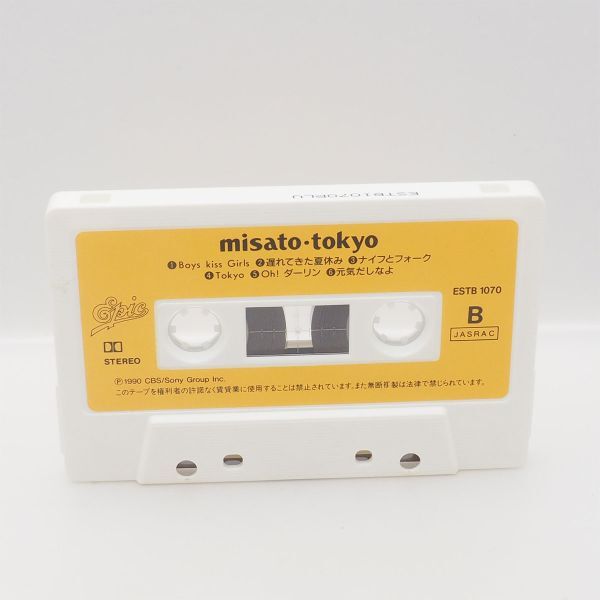 ESTB1070PLU
misato・tokyo
❶Boys kiss Girls ❷遅れてきた夏休み ❸ナイフとフォーク
❹Tokyo ❺Oh! ダーリン ❻元気だしなよ
ESTB 1070
Epic
B
JASRAC
STEREO
Ⓟ1990 CBS/Sony Group Inc.
このテープを権利者の許諾なく賃貸業に使用することは禁止されています。また無断複製は法律で禁じられています。